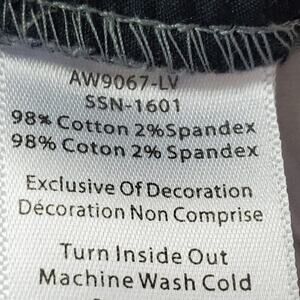 AW9067-LV
SSN-1601
98% Cotton 2%Spandex
98% Coton 2% Spandex
Exclusive Of Decoration
Décoration Non Comprise
Turn Inside Out
Machine Wash Cold